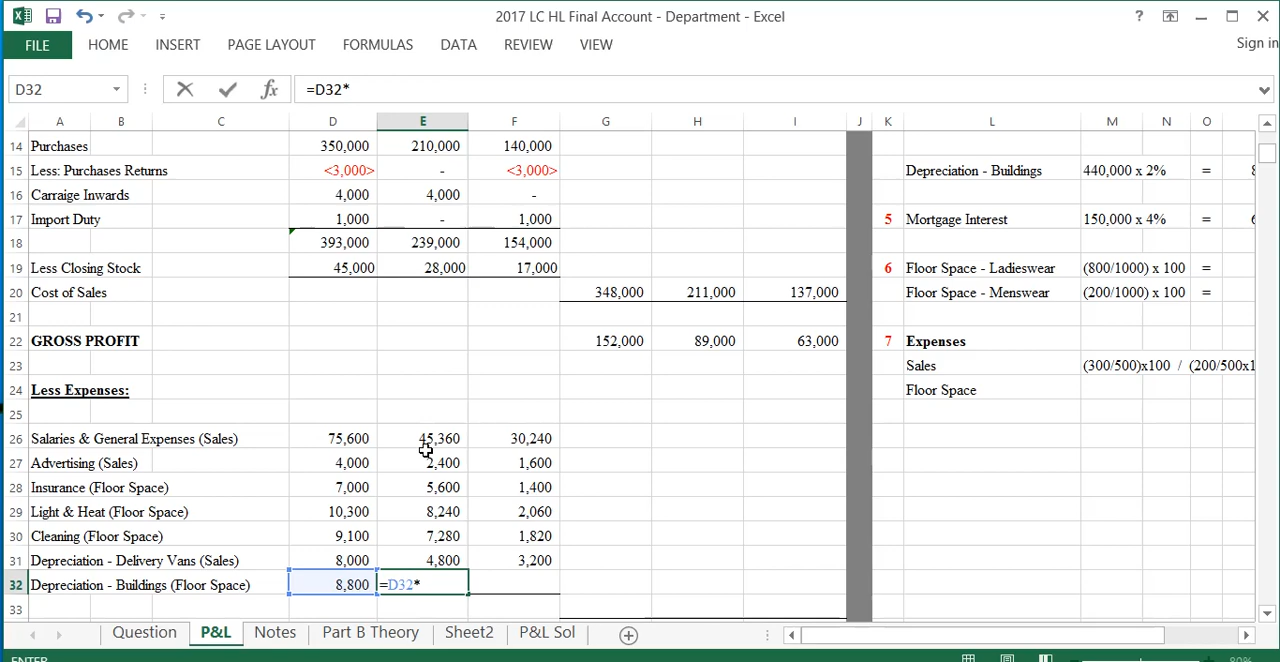 2017 LC HL Final Account - Department - Excel
?
FILE HOME INSERT PAGE LAYOUT FORMULAS DATA REVIEW VIEW Sign in
D32 fx =D32*
A B C D E F G H I J K L M N O
14 Purchases 350,000 210,000 140,000
15 Less: Purchases Returns <3,000> - <3,000> Depreciation - Buildings 440,000 x 2% = 8
16 Carraige Inwards 4,000 4,000 -
17 Import Duty 1,000 - 1,000 5 Mortgage Interest 150,000 x 4% = 6
18 393,000 239,000 154,000
19 Less Closing Stock 45,000 28,000 17,000 6 Floor Space - Ladieswear (800/1000) x 100 =
20 Cost of Sales 348,000 211,000 137,000 Floor Space - Menswear (200/1000) x 100 =
21
22 GROSS PROFIT 152,000 89,000 63,000 7 Expenses
23 Sales (300/500)x100 / (200/500x1
24 Less Expenses: Floor Space
25
26 Salaries & General Expenses (Sales) 75,600 45,360 30,240
27 Advertising (Sales) 4,000 2,400 1,600
28 Insurance (Floor Space) 7,000 5,600 1,400
29 Light & Heat (Floor Space) 10,300 8,240 2,060
30 Cleaning (Floor Space) 9,100 7,280 1,820
31 Depreciation - Delivery Vans (Sales) 8,000 4,800 3,200
32 Depreciation - Buildings (Floor Space) 8,800 =D32*
33
Question P&L Notes Part B Theory Sheet2 P&L Sol
ENTER 80%